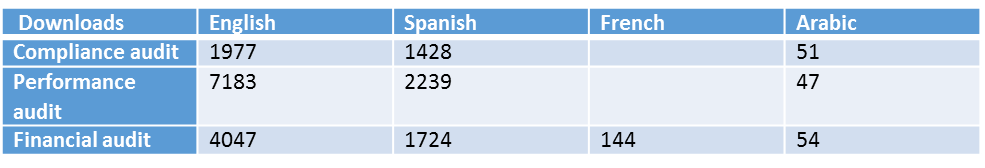 Downloads English Spanish French Arabic
Compliance audit 1977 1428 51
Performance audit 7183 2239 47
Financial audit 4047 1724 144 54